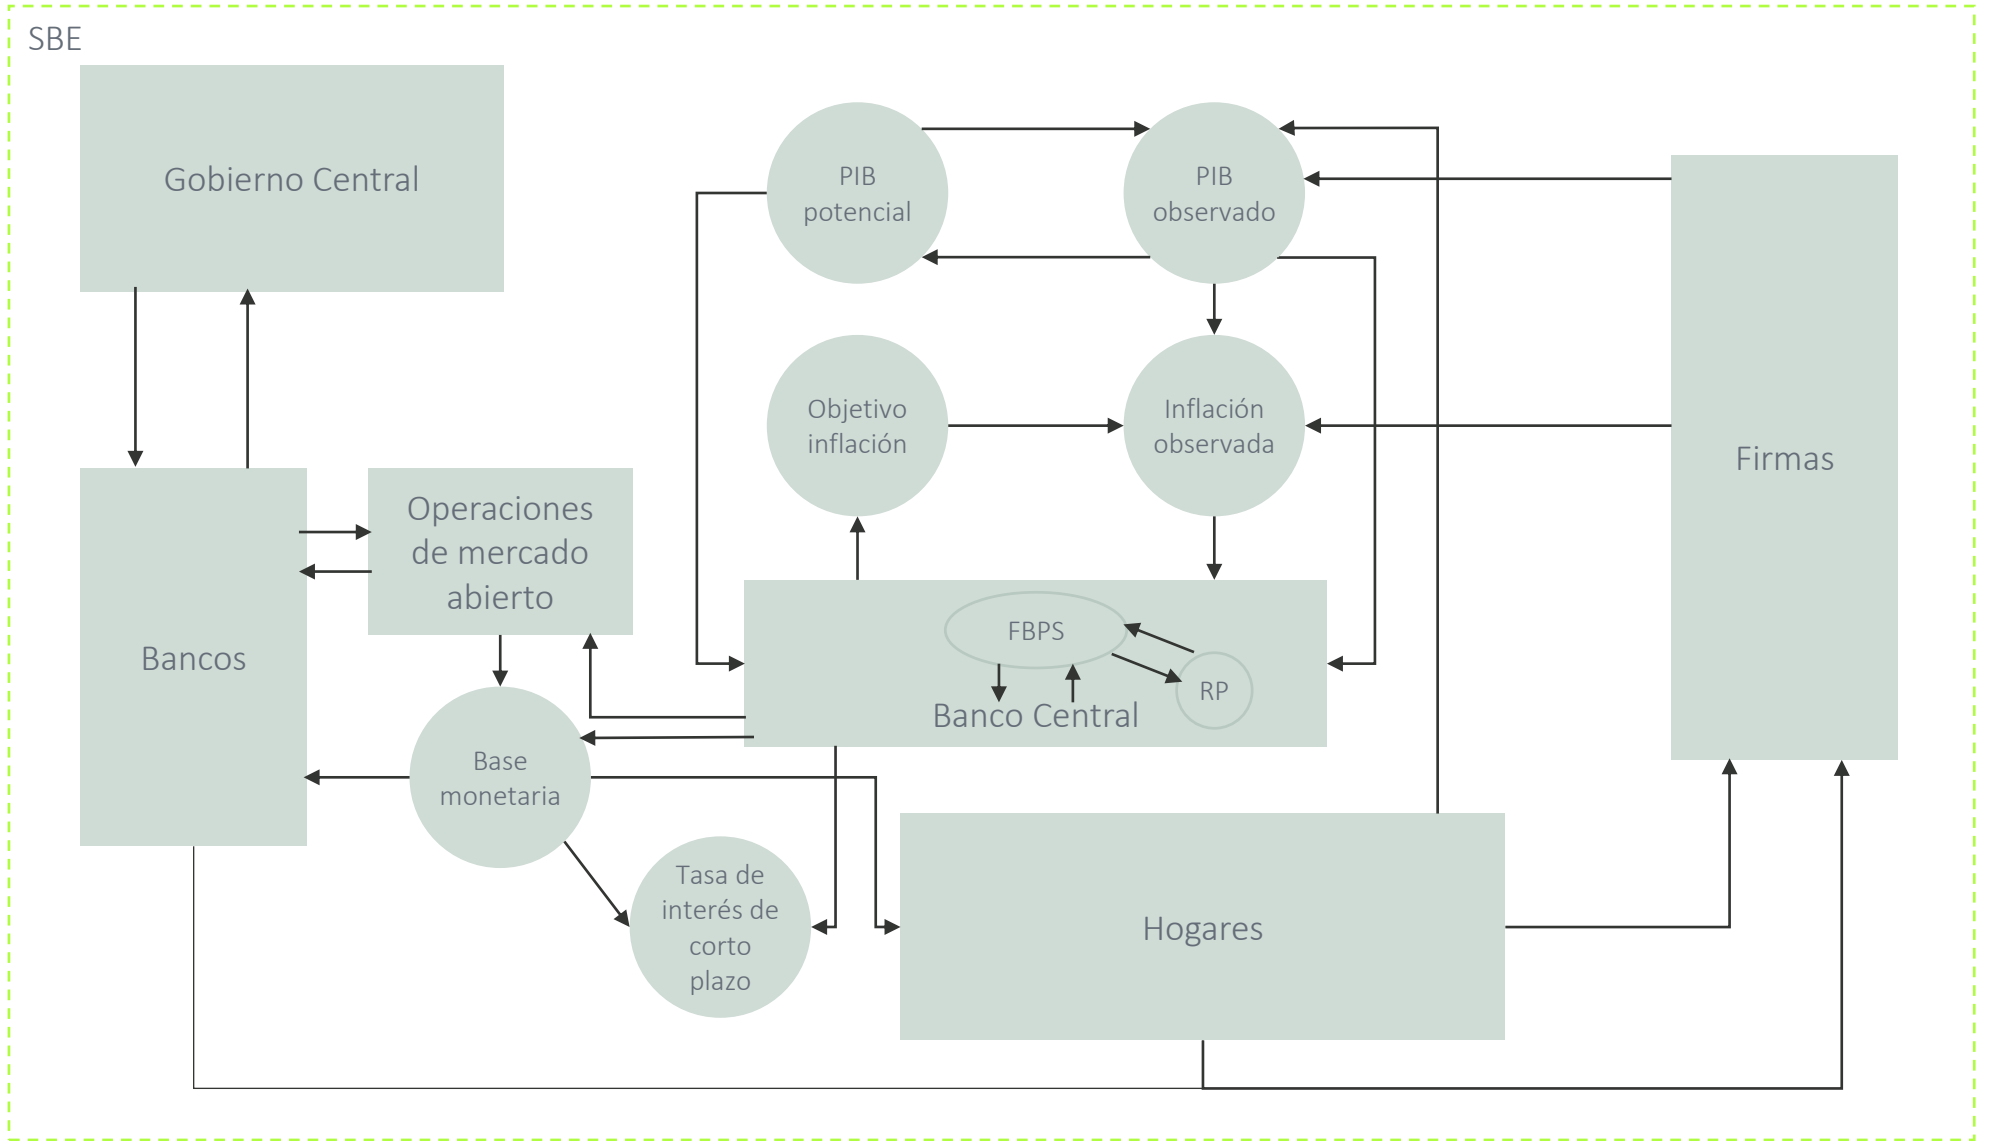 SBE
Gobierno Central
PIB
potencial
PIB
observado
Objetivo
inflación
Inflación
observada
Firmas
Operaciones
de mercado
abierto
Bancos
FBPS
RP
Banco Central
Base
monetaria
Tasa de
interés de
corto
plazo
Hogares